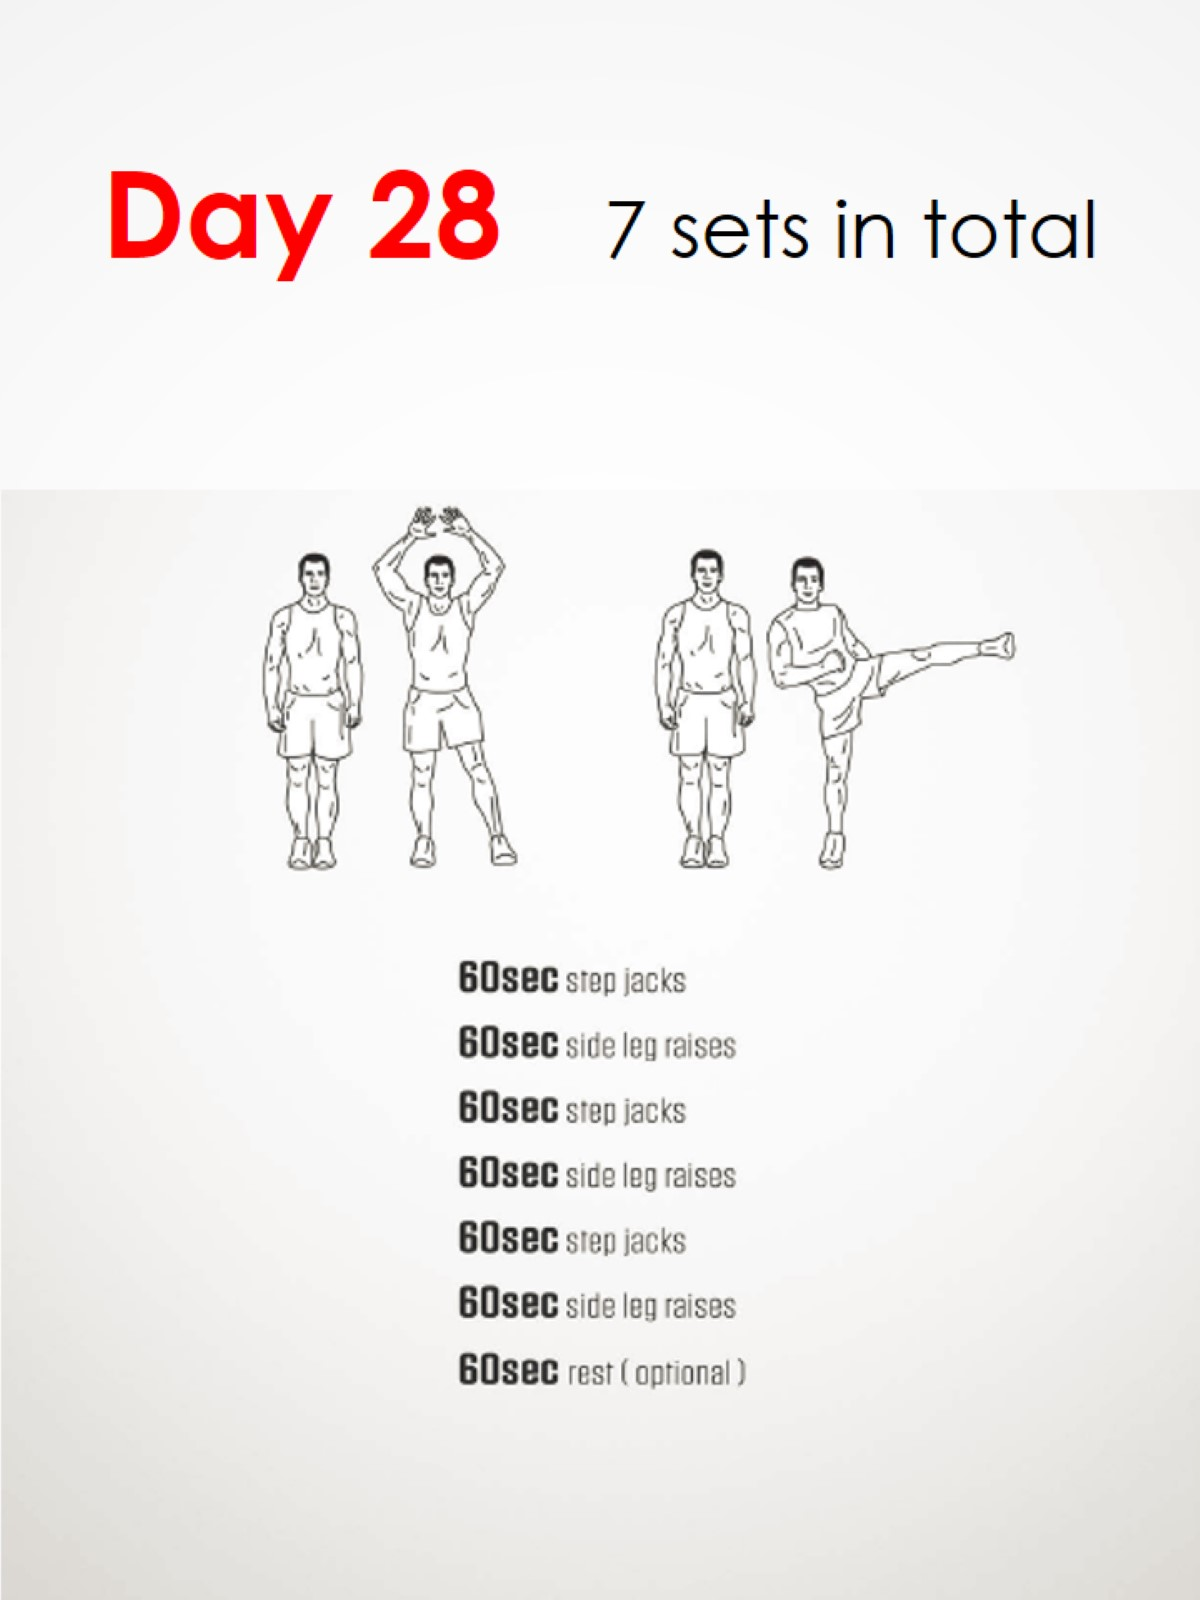 Day 28 7 sets in total
60sec step jacks
60sec side leg raises
60sec step jacks
60sec side leg raises
60sec step jacks
60sec side leg raises
60sec rest ( optional )